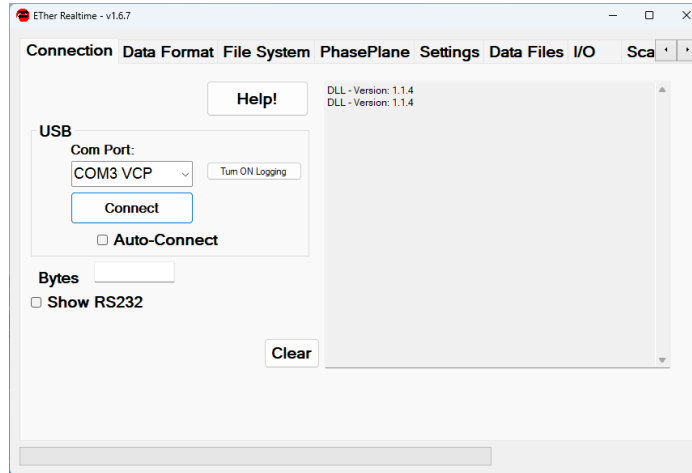 ETher Realtime - v1.6.7
Connection Data Format File System PhasePlane Settings Data Files I/O Sca
Help!
DLL - Version: 1.1.4
DLL - Version: 1.1.4
USB
Com Port:
COM3 VCP
Turn ON Logging
Connect
Auto-Connect
Bytes
Show RS232
Clear